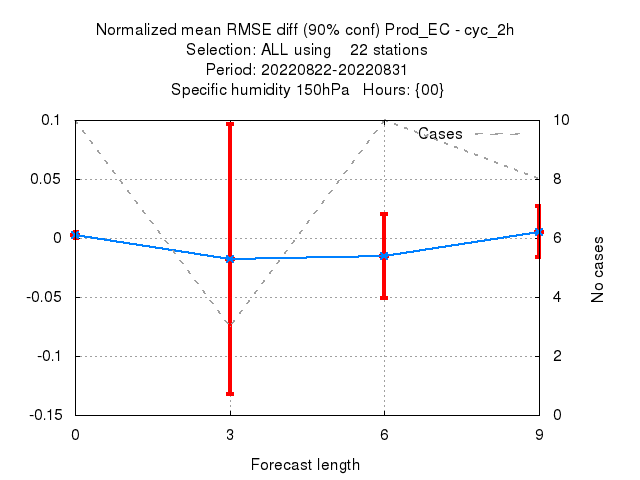 Normalized mean RMSE diff (90% conf) Prod_EC - cyc_2h
Selection: ALL using    22 stations
Period: 20220822-20220831
Specific humidity 150hPa   Hours: {00}
Cases
0.1
0.05
0
-0.05
-0.1
-0.15
10
8
6
4
2
0
No cases
0 3 6 9
Forecast length